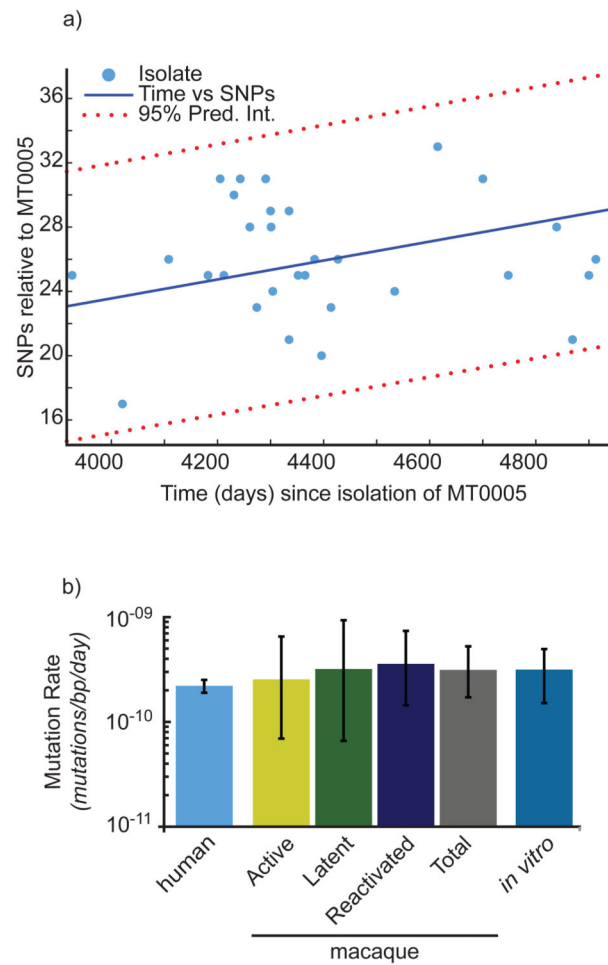 a)
Isolate
Time vs SNPs
95% Pred. Int.
36
32
28
24
20
16
SNPs relative to MT0005
4000 4200 4400 4600 4800
Time (days) since isolation of MT0005
b)
10-09
10-10
10-11
Mutation Rate
(mutations/bp/day)
human Active Latent Reactivated Total in vitro
macaque